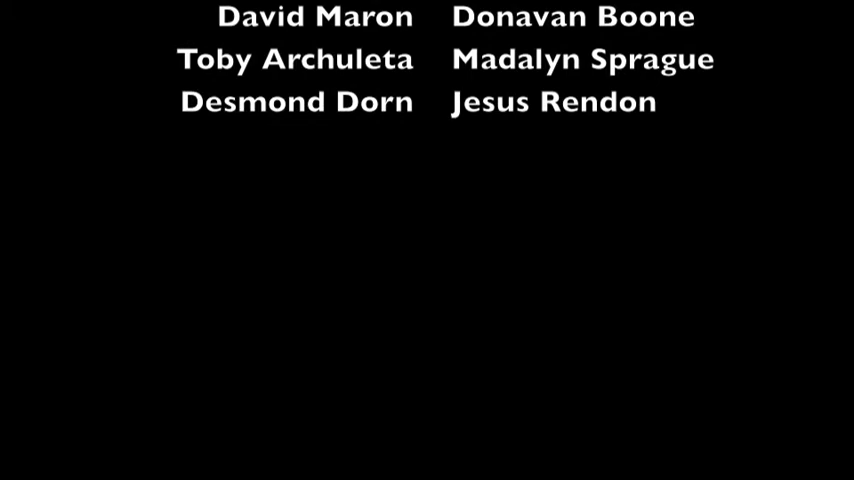 David Maron Donavan Boone
Toby Archuleta Madalyn Sprague
Desmond Dorn Jesus Rendon